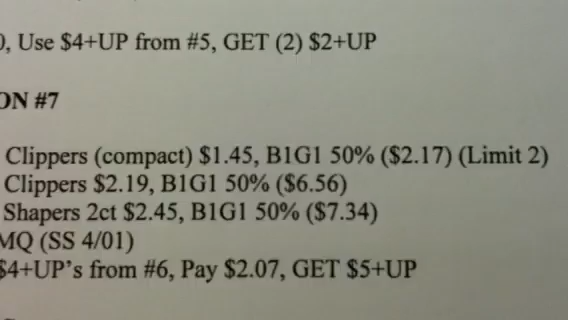 0, Use $4+UP from #5, GET (2) $2+UP
ON #7
Clippers (compact) $1.45, B1G1 50% ($2.17) (Limit 2)
Clippers $2.19, B1G1 50% ($6.56)
Shapers 2ct $2.45, B1G1 50% ($7.34)
MQ (SS 4/01)
$4+UP's from #6, Pay $2.07, GET $5+UP